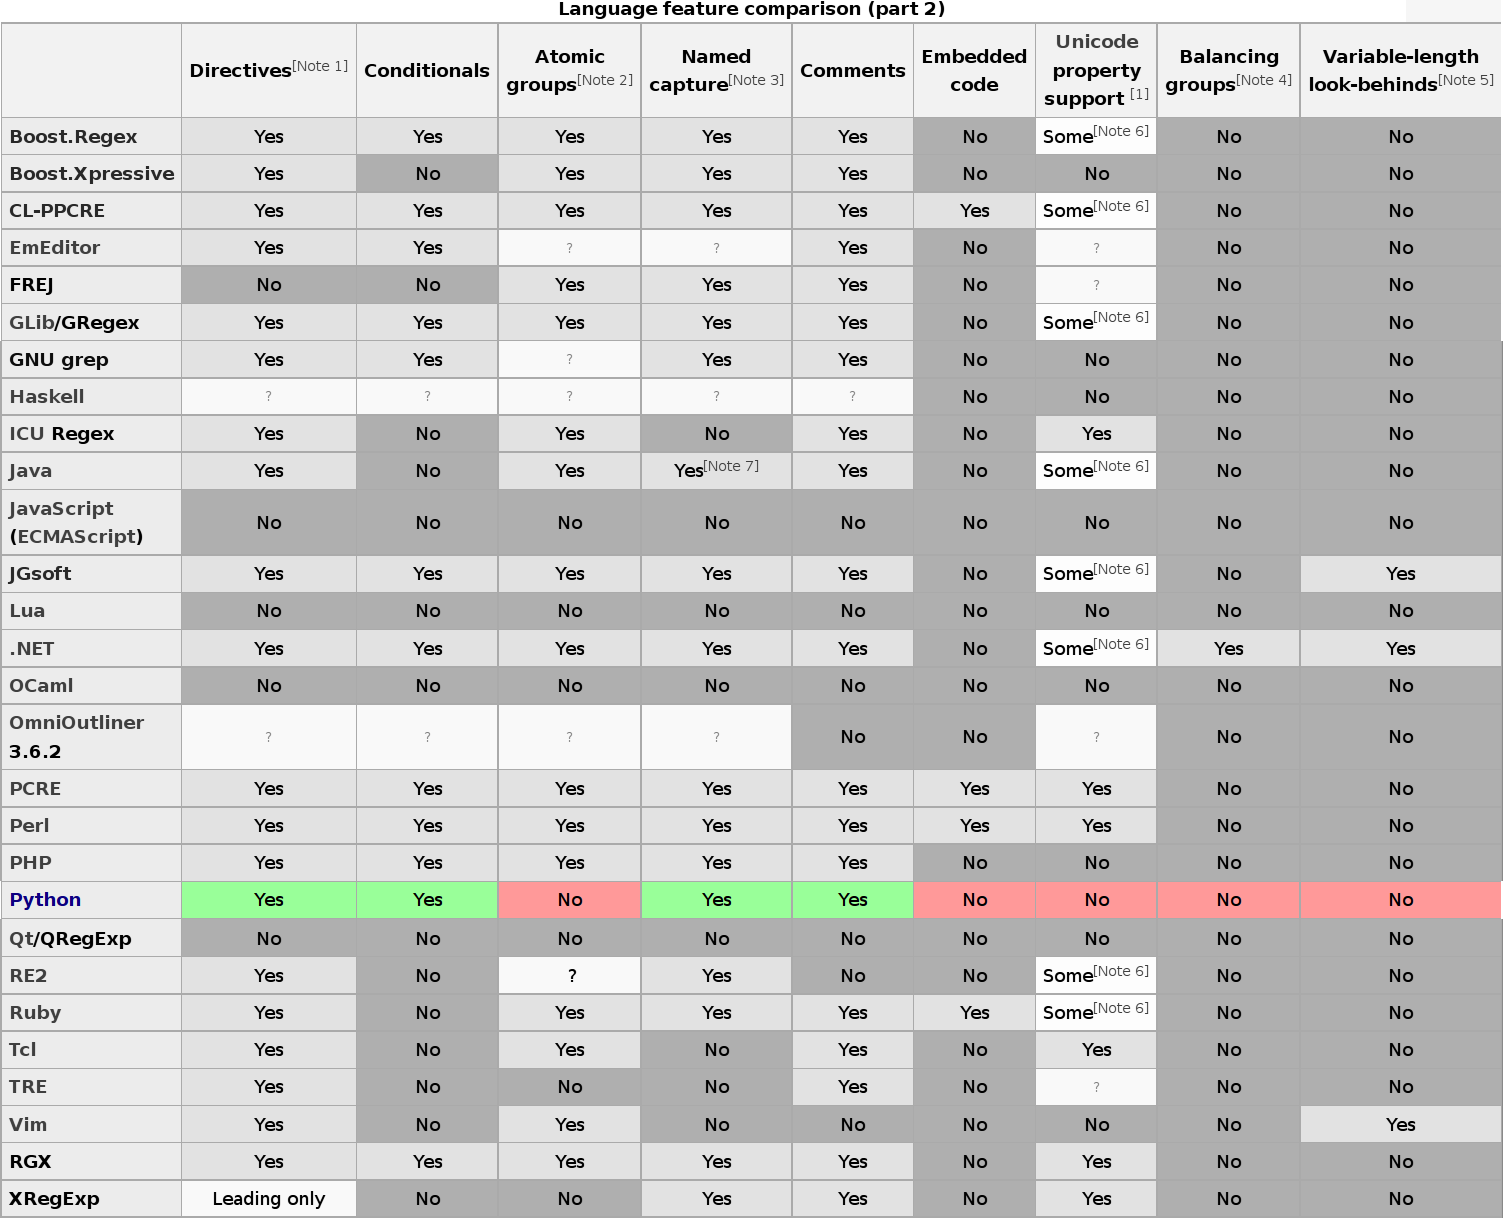 Language feature comparison (part 2)
Directives[Note 1] Conditionals Atomic groups[Note 2] Named capture[Note 3] Comments Embedded code Unicode property support [1] Balancing groups[Note 4] Variable-length look-behinds[Note 5]
Boost.Regex Yes Yes Yes Yes Yes No Some[Note 6] No No
Boost.Xpressive Yes No Yes Yes Yes No No No No
CL-PPCRE Yes Yes Yes Yes Yes Yes Some[Note 6] No No
EmEditor Yes Yes ? ? Yes No ? No No
FREJ No No Yes Yes Yes No ? No No
GLib/GRegex Yes Yes Yes Yes Yes No Some[Note 6] No No
GNU grep Yes Yes ? Yes Yes No No No No
Haskell ? ? ? ? ? No No No No
ICU Regex Yes No Yes No Yes No Yes No No
Java Yes No Yes Yes[Note 7] Yes No Some[Note 6] No No
JavaScript (ECMAScript) No No No No No No No No No
JGsoft Yes Yes Yes Yes Yes No Some[Note 6] No Yes
Lua No No No No No No No No No
.NET Yes Yes Yes Yes Yes No Some[Note 6] Yes Yes
OCaml No No No No No No No No No
OmniOutliner 3.6.2 ? ? ? ? No No ? No No
PCRE Yes Yes Yes Yes Yes Yes Yes No No
Perl Yes Yes Yes Yes Yes Yes Yes No No
PHP Yes Yes Yes Yes Yes No No No No
Python Yes Yes No Yes Yes No No No No
Qt/QRegExp No No No No No No No No No
RE2 Yes No ? Yes No No Some[Note 6] No No
Ruby Yes No Yes Yes Yes Yes Some[Note 6] No No
Tcl Yes No Yes No Yes No Yes No No
TRE Yes No No No Yes No ? No No
Vim Yes No Yes No No No No No Yes
RGX Yes Yes Yes Yes Yes No Yes No No
XRegExp Leading only No No Yes Yes No Yes No No